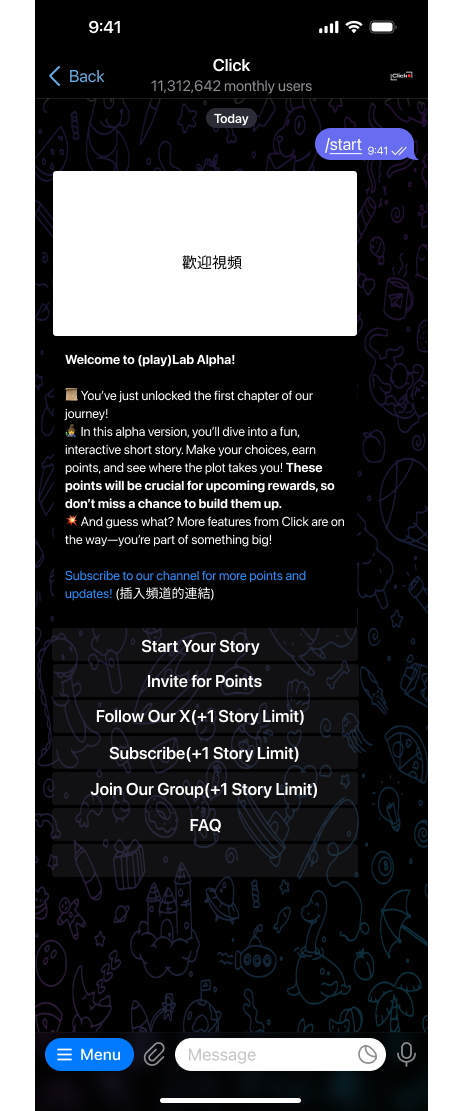 9:41
Back
Click
11,312,642 monthly users
Click
Today
/start 9:41
歡迎視頻
Welcome to (play)Lab Alpha!
You've just unlocked the first chapter of our
journey!
In this alpha version, you'll dive into a fun,
interactive short story. Make your choices, earn
points, and see where the plot takes you! These
points will be crucial for upcoming rewards, so
don't miss a chance to build them up.
And guess what? More features from Click are on
the way—you're part of something big!
Subscribe to our channel for more points and
updates! (插入頻道的連結)
Start Your Story
Invite for Points
Follow Our X(+1 Story Limit)
Subscribe(+1 Story Limit)
Join Our Group(+1 Story Limit)
FAQ
Menu
Message